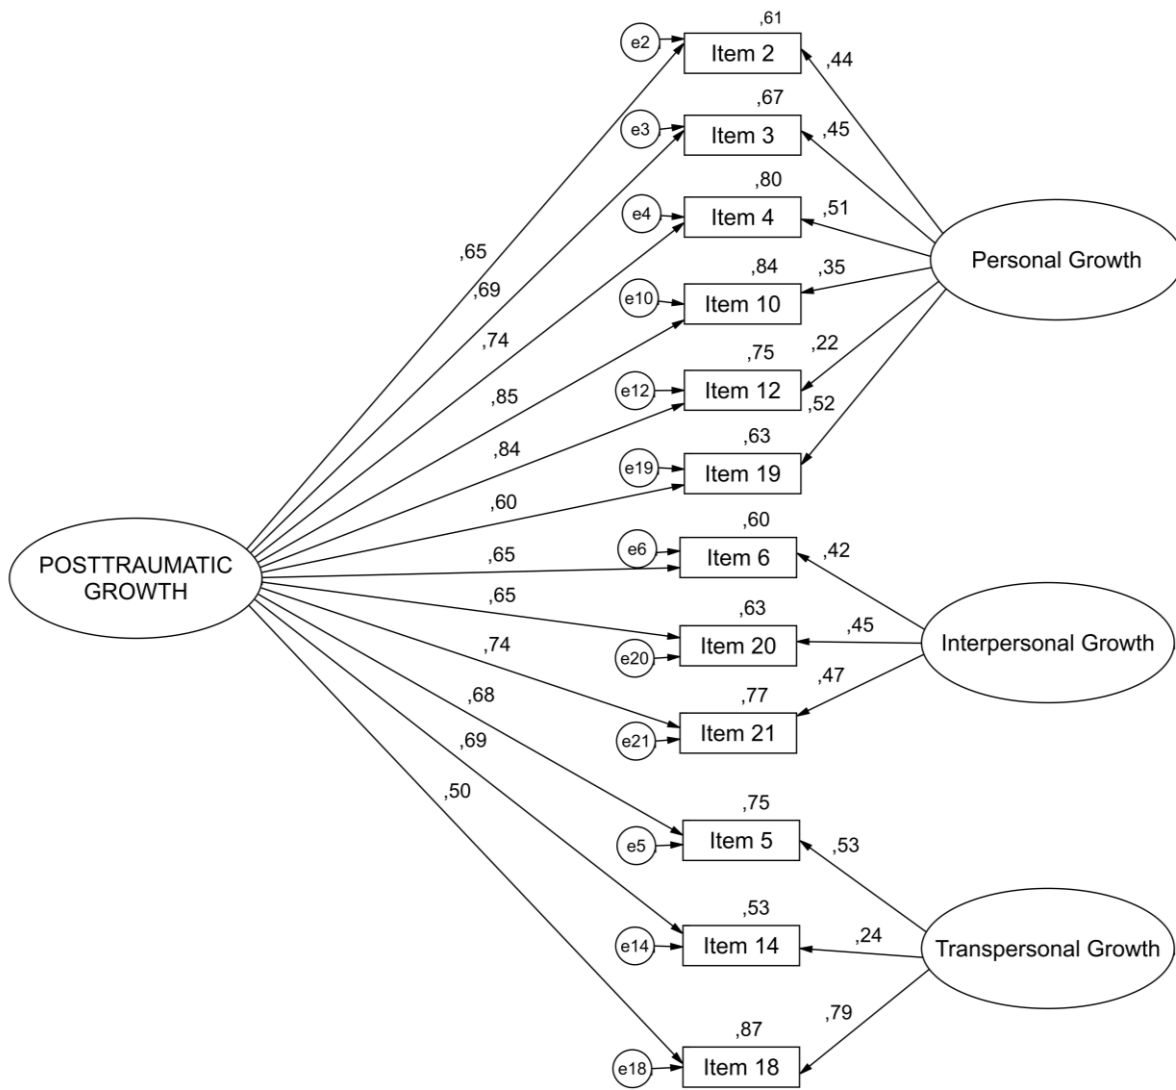 ,61
e2
Item 2
,44
,67
e3
Item 3
,45
,80
e4
Item 4
,51
,65
,69
,84
e10
Item 10
,35
Personal Growth
,74
,75
e12
Item 12
,22
,85
,52
,63
e19
Item 19
,84
,60
,60
e6
Item 6
,42
POSTTRAUMATIC
GROWTH
,65
,65
,63
e20
Item 20
,45
Interpersonal Growth
,74
,47
,77
e21
Item 21
,68
,69
,50
,75
e5
Item 5
,53
,53
e14
Item 14
,24
Transpersonal Growth
,79
,87
e18
Item 18